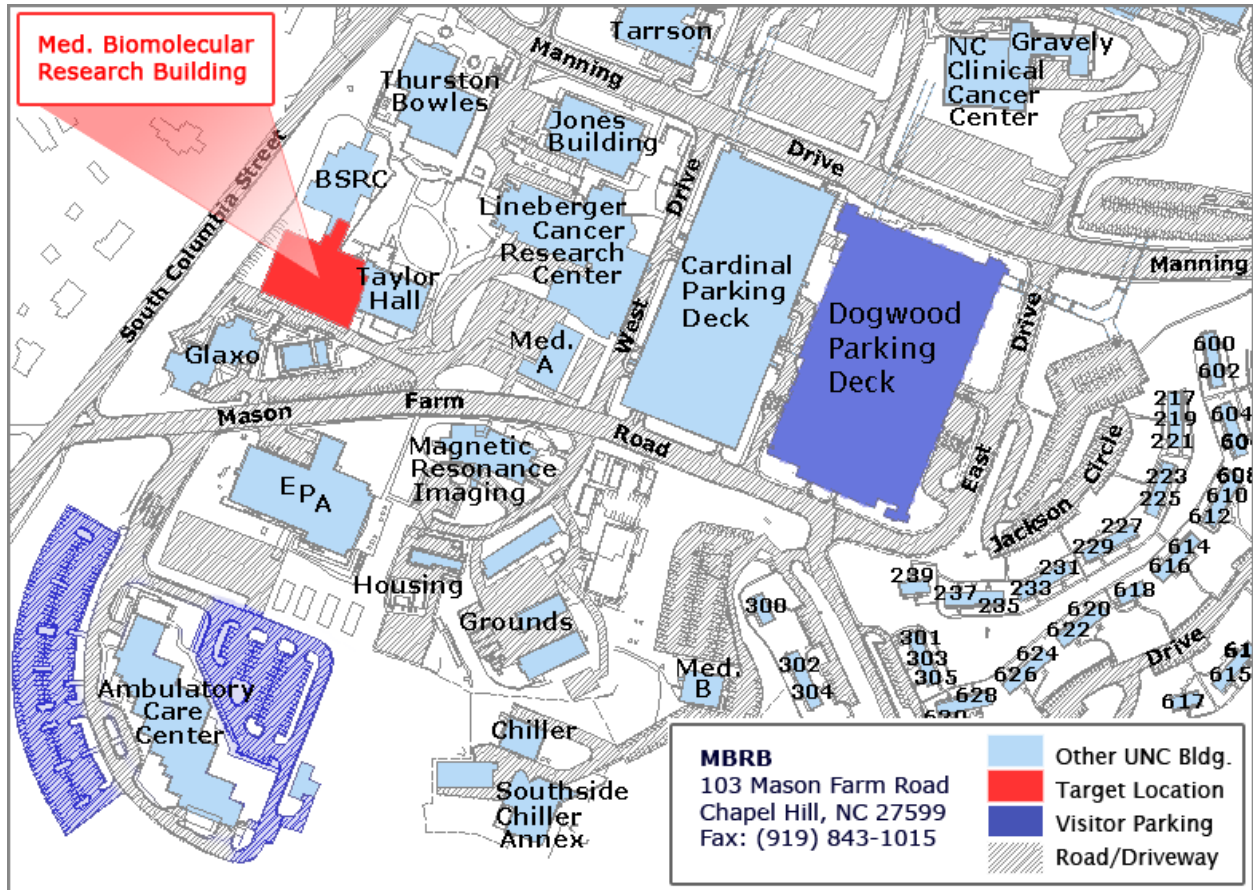 Med. Biomolecular
Research Building
Tarrson
Manning
NC
Gravely
Clinical
Cancer
Center
Thurston
Bowles
Jones
Building
Drive
South Columbia Street
BSRC
Drive
Lineberger
Cancer
Research
Center
Taylor
Hall
Cardinal
Parking
Deck
Manning
Dogwood
Parking
Deck
Drive
West
Glaxo
Med.
A
600
602
217
219
221
604
Mason
Farm
Road
Magnetic
Resonance
Imaging
EPA
East
Jackson
Circle
223
225
608
610
612
227
229
614
616
231
233
239
237
235
618
620
622
Housing
Grounds
300
301
303
305
302
304
624
626
628
Drive
615
617
Med.
B
Ambulatory
Care
Center
Chiller
Southside
Chiller
Annex
MBRB
103 Mason Farm Road
Chapel Hill, NC 27599
Fax: (919) 843-1015
Other UNC Bldg.
Target Location
Visitor Parking
Road/Driveway